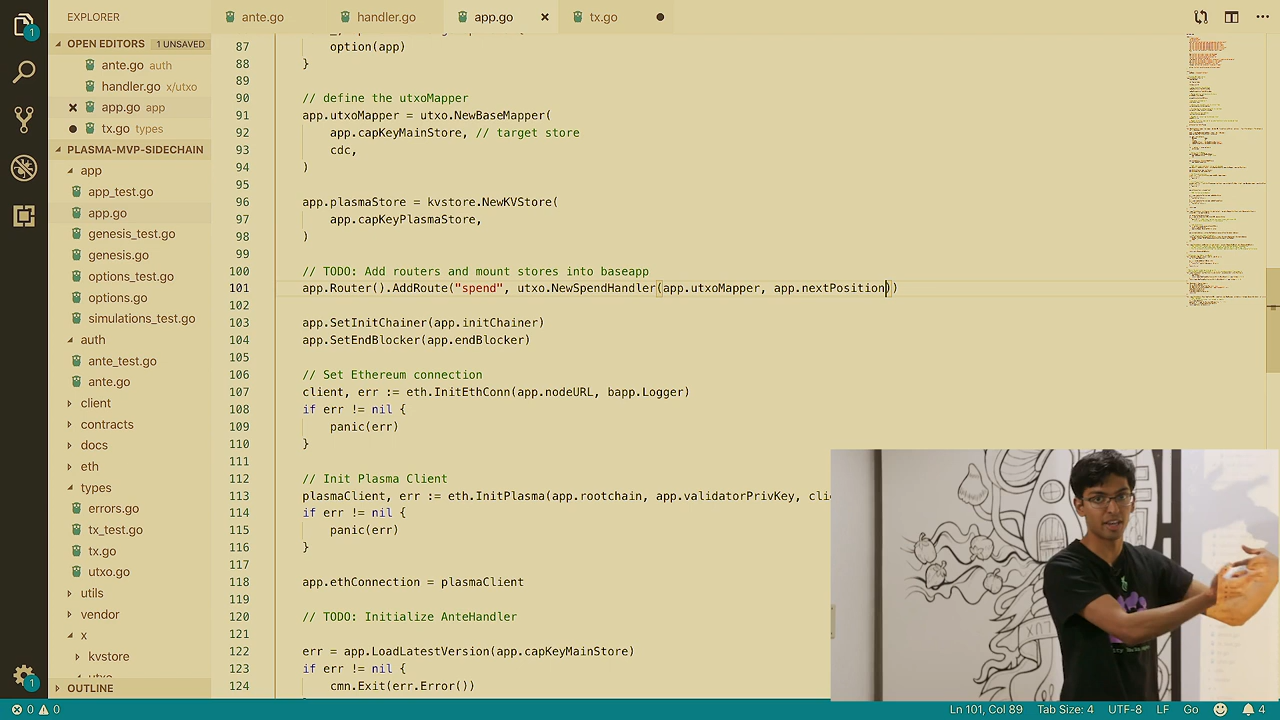 EXPLORER
OPEN EDITORS 1 UNSAVED
ante.go auth
handler.go x/utxo
app.go app
tx.go types
PLASMA-MVP-SIDECHAIN
app
app_test.go
app.go
genesis_test.go
genesis.go
options_test.go
options.go
simulations_test.go
auth
ante_test.go
ante.go
client
contracts
docs
eth
types
errors.go
tx_test.go
tx.go
utxo.go
utils
vendor
x
kvstore
OUTLINE
ante.go handler.go app.go tx.go
87 option(app)
88 }
89
90 // define the utxoMapper
91 app.utxoMapper = utxo.NewBaseMapper(
92 app.capKeyMainStore, // target store
93 cdc,
94 )
95
96 app.plasmaStore = kvstore.NewKVStore(
97 app.capKeyPlasmaStore,
98 )
99
100 // TODO: Add routers and mount stores into baseapp
101 app.Router().AddRoute("spend", utxo.NewSpendHandler(app.utxoMapper, app.nextPosition))
102
103 app.SetInitChainer(app.initChainer)
104 app.SetEndBlocker(app.endBlocker)
105
106 // Set Ethereum connection
107 client, err := eth.InitEthConn(app.nodeURL, bapp.Logger)
108 if err != nil {
109 panic(err)
110 }
111
112 // Init Plasma Client
113 plasmaClient, err := eth.InitPlasma(app.rootchain, app.validatorPrivKey, clie
114 if err != nil {
115 panic(err)
116 }
117
118 app.ethConnection = plasmaClient
119
120 // TODO: Initialize AnteHandler
121
122 err = app.LoadLatestVersion(app.capKeyMainStore)
123 if err != nil {
124 cmn.Exit(err.Error())
0 0 Ln 101, Col 89 Tab Size: 4 UTF-8 LF Go 4